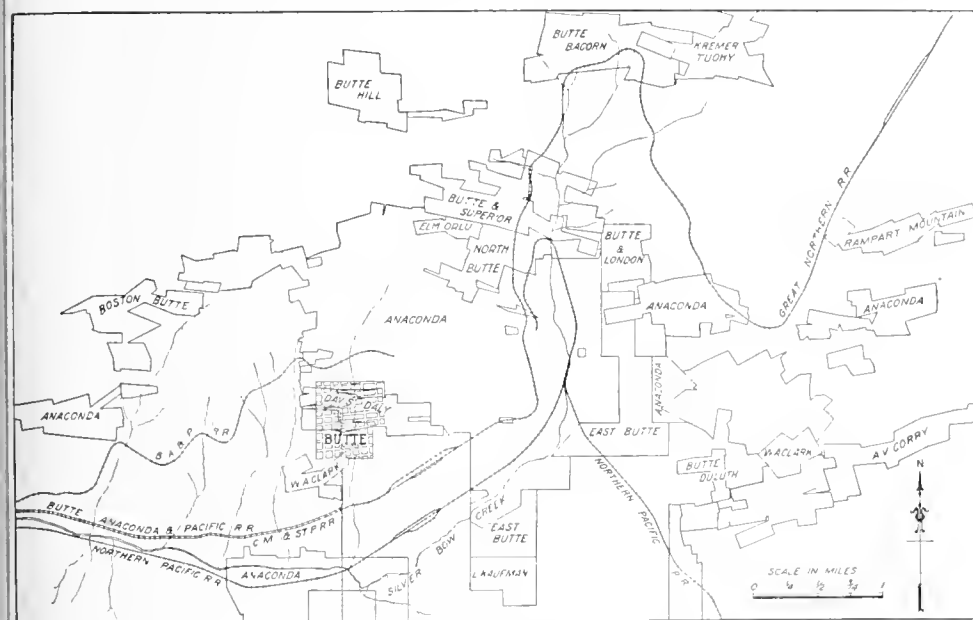 BUTTE
BACORN
KREMER
TUOHY
BUTTE
HILL
BUTTE &
SUPERIOR
ELM ORLU
NORTH
BUTTE
BUTTE
&
LONDON
GREAT NORTHERN RR
RAMPART MOUNTAIN
BOSTON BUTTE
ANACONDA
ANACONDA
ANACONDA
ANACONDA
ANACONDA
DAVIS DALY
BUTTE
W A CLARK
B A & P RR
EAST BUTTE
BUTTE
DULUTH
W A CLARK
A V CORRY
N
BUTTE ANACONDA & PACIFIC R R
C M & ST P RR
NORTHERN PACIFIC R R
ANACONDA
SILVER BOW CREEK
EAST
BUTTE
L KAUFMAN
NORTHERN PACIFIC R R
SCALE IN MILES
0 ¼ ½ ¾ 1